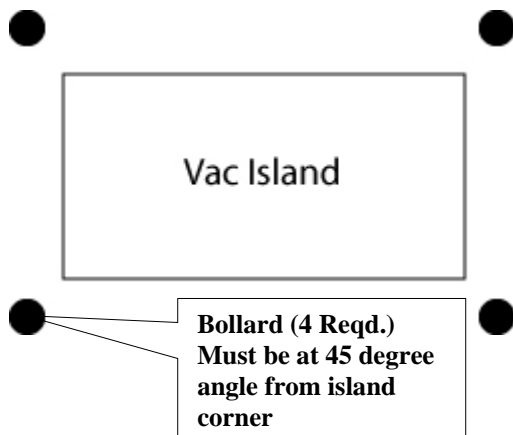 Vac Island
Bollard (4 Reqd.)
Must be at 45 degree
angle from island
corner